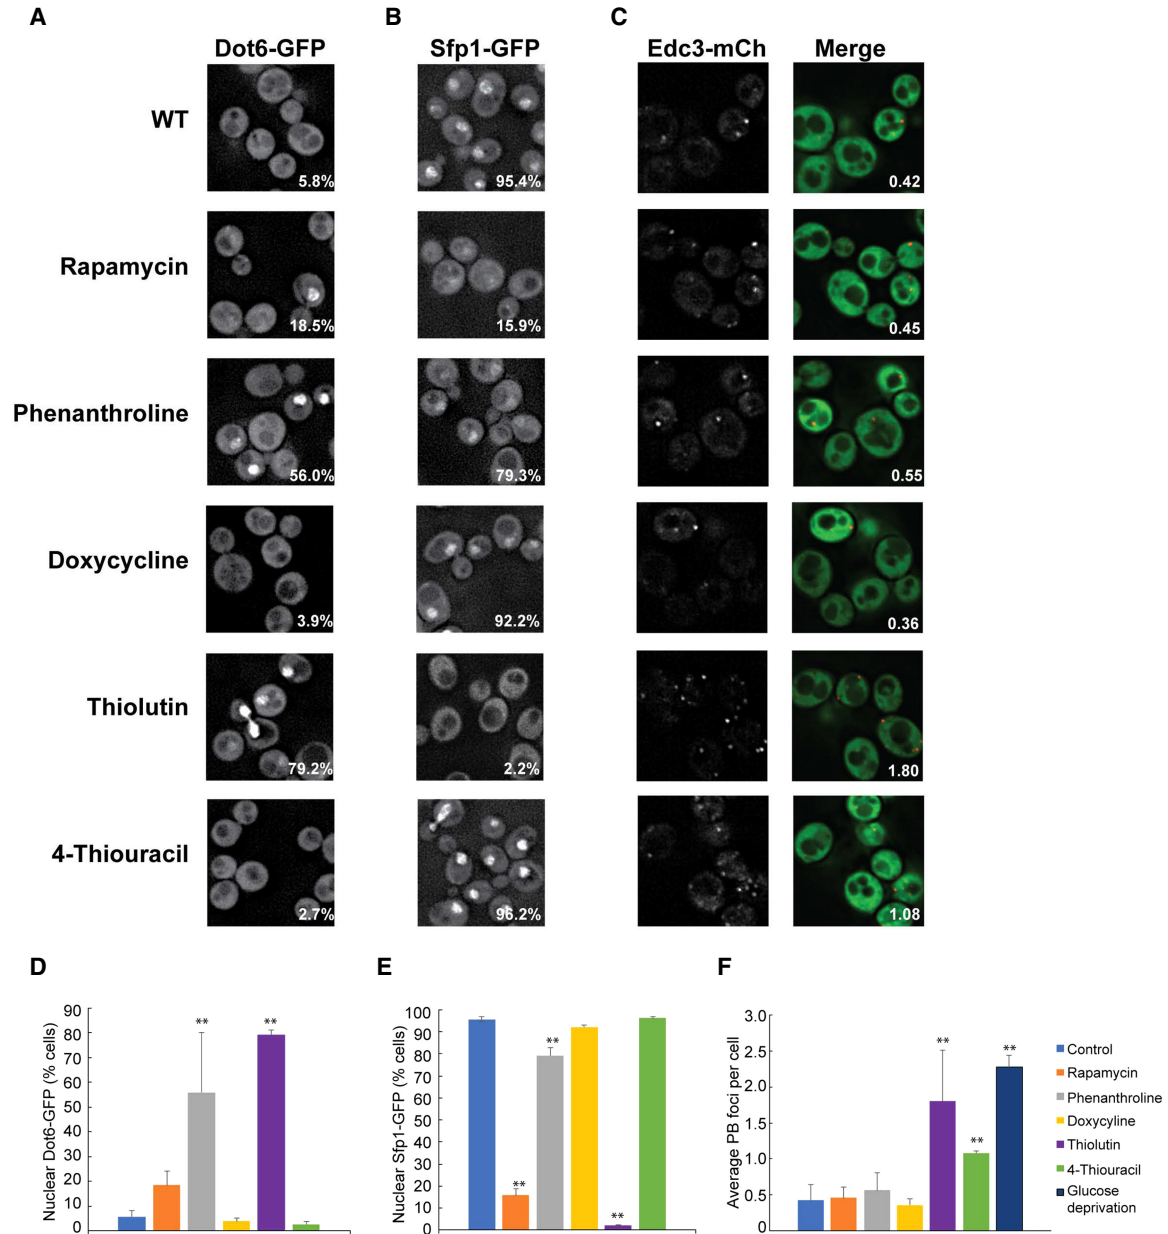 A B C
Dot6-GFP Sfp1-GFP Edc3-mCh Merge
WT
5.8% 95.4% 0.42
Rapamycin
18.5% 15.9% 0.45
Phenanthroline
56.0% 79.3% 0.55
Doxycycline
3.9% 92.2% 0.36
Thiolutin
79.2% 2.2% 1.80
4-Thiouracil
2.7% 96.2% 1.08
D
Nuclear Dot6-GFP (% cells)
90
80
70
60
50
40
30
20
10
0
** **
E
Nuclear Sfp1-GFP (% cells)
100
90
80
70
60
50
40
30
20
10
0
** ** **
F
Average PB foci per cell
3.0
2.5
2.0
1.5
1.0
0.5
0
** ** **
Control
Rapamycin
Phenanthroline
Doxycyline
Thiolutin
4-Thiouracil
Glucose
deprivation